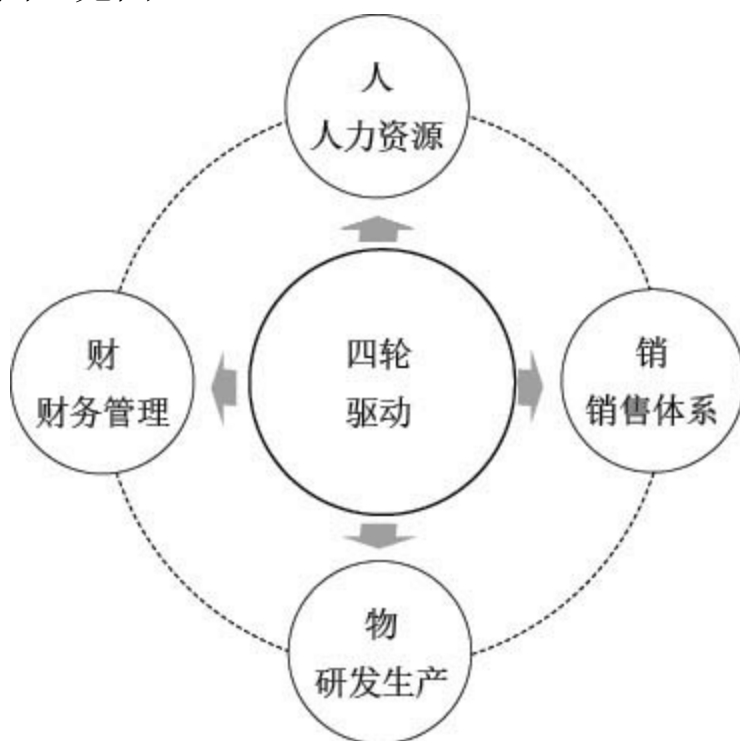 人
人力资源
财
财务管理
四轮
驱动
销
销售体系
物
研发生产